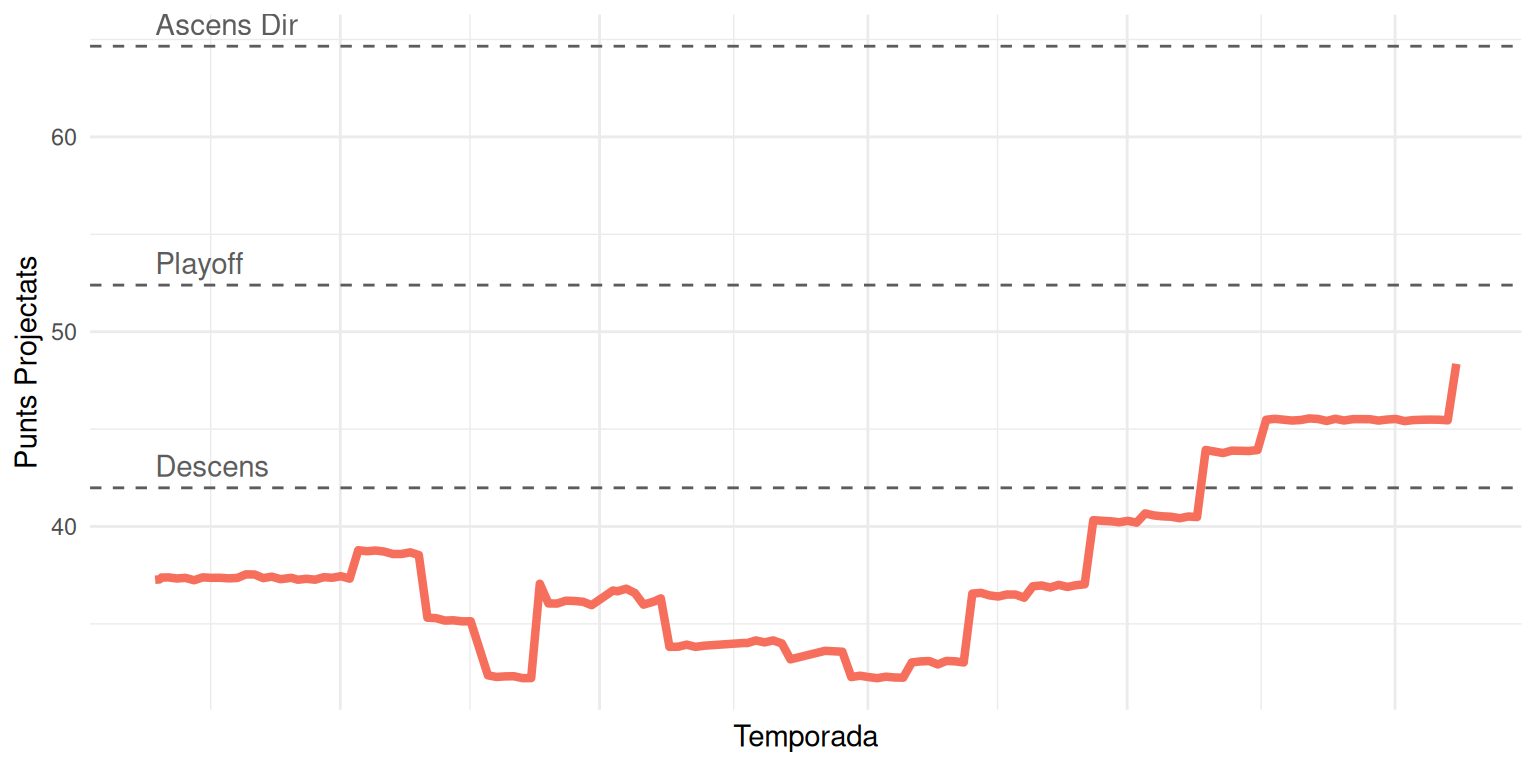 Ascens Dir
60
Playoff
50
Descens
40
Punts Projectats
Temporada